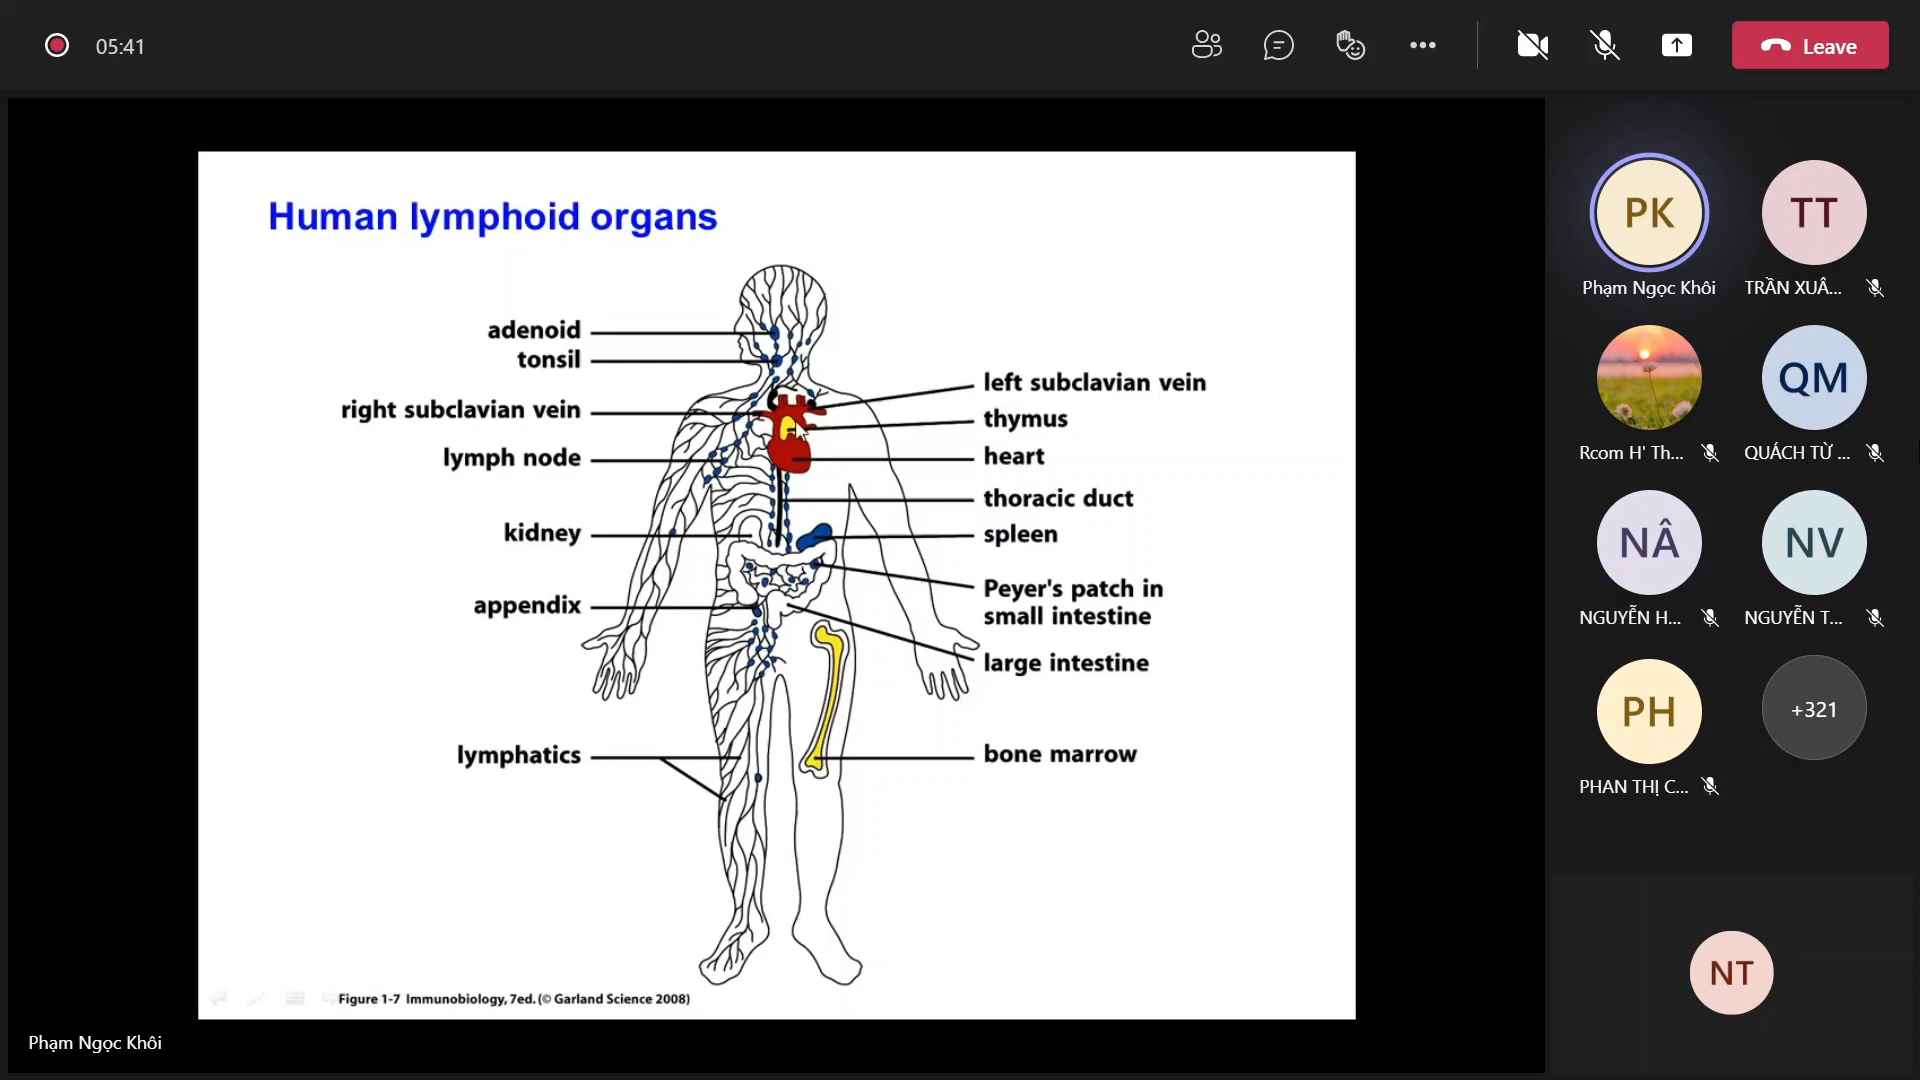 05:41
Leave
Human lymphoid organs
adenoid
tonsil
right subclavian vein
lymph node
kidney
appendix
lymphatics
left subclavian vein
thymus
heart
thoracic duct
spleen
Peyer's patch in
small intestine
large intestine
bone marrow
Figure 1-7 Immunobiology, 7ed. (© Garland Science 2008)
Phạm Ngọc Khôi
PK
TT
Phạm Ngọc Khôi
TRẦN XUÂ...
QM
Rcom H' Th...
QUÁCH TỪ ...
NÂ
NV
NGUYỄN H...
NGUYỄN T...
PH
+321
PHAN THỊ C...
NT